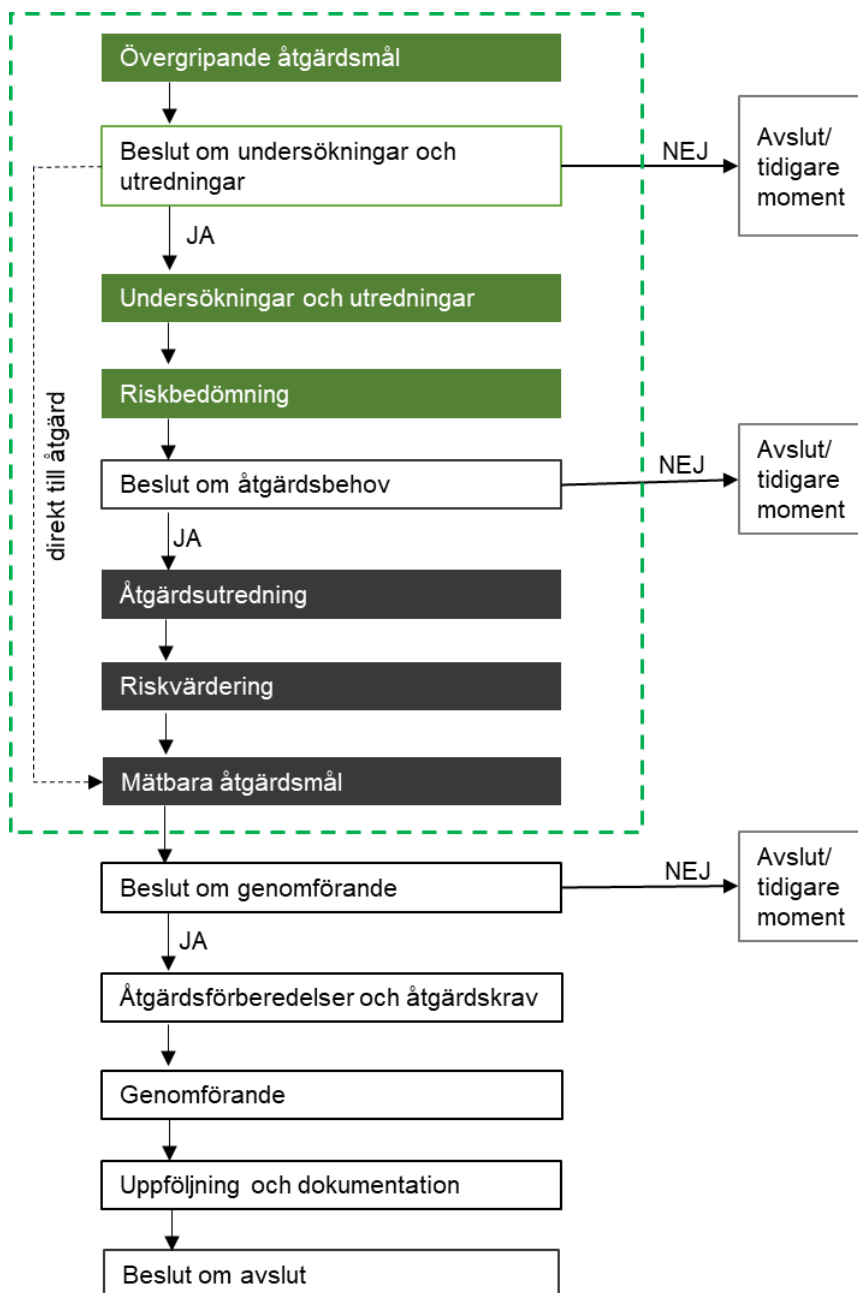 Övergripande åtgärdsmål
Beslut om undersökningar och
utredningar
NEJ
Avslut/
tidigare
moment
JA
Undersökningar och utredningar
Riskbedömning
direkt till åtgärd
Beslut om åtgärdsbehov
NEJ
Avslut/
tidigare
moment
JA
Åtgärdsutredning
Riskvärdering
Mätbara åtgärdsmål
Beslut om genomförande
NEJ
Avslut/
tidigare
moment
JA
Åtgärdsförberedelser och åtgärdskrav
Genomförande
Uppföljning och dokumentation
Beslut om avslut